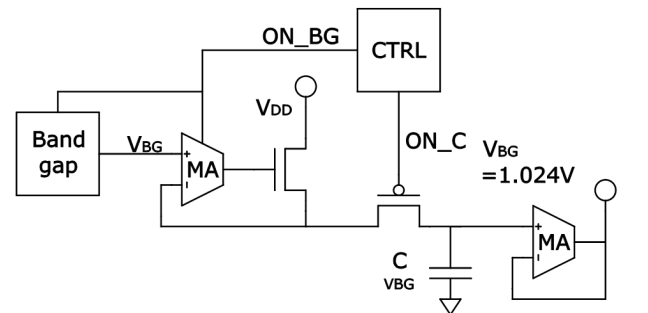 ON_BG
CTRL
VDD
Band
gap
VBG
+
-
MA
ON_C
VBG
=1.024V
+
-
MA
C
VBG